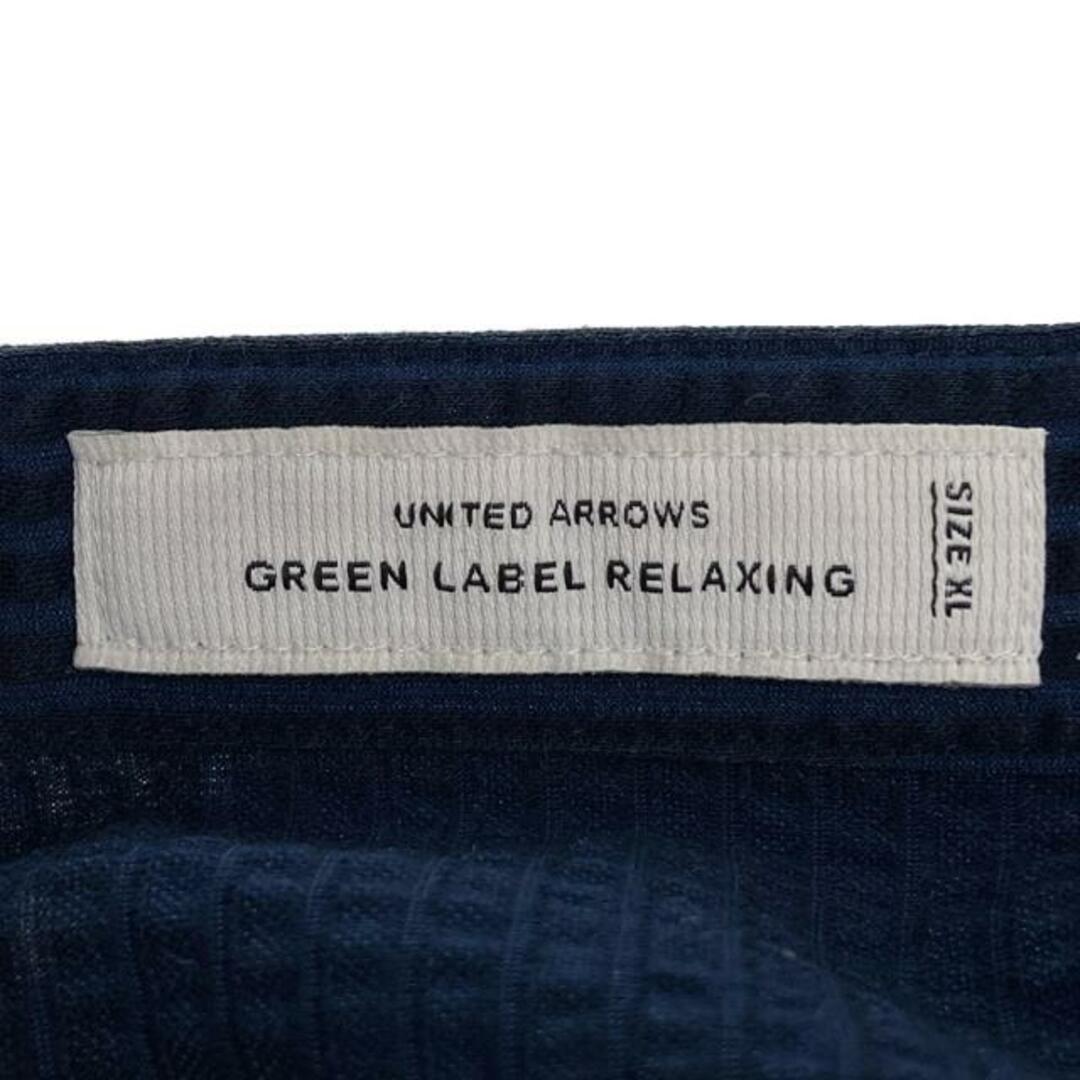 UNITED ARROWS
GREEN LABEL RELAXING
SIZE XL